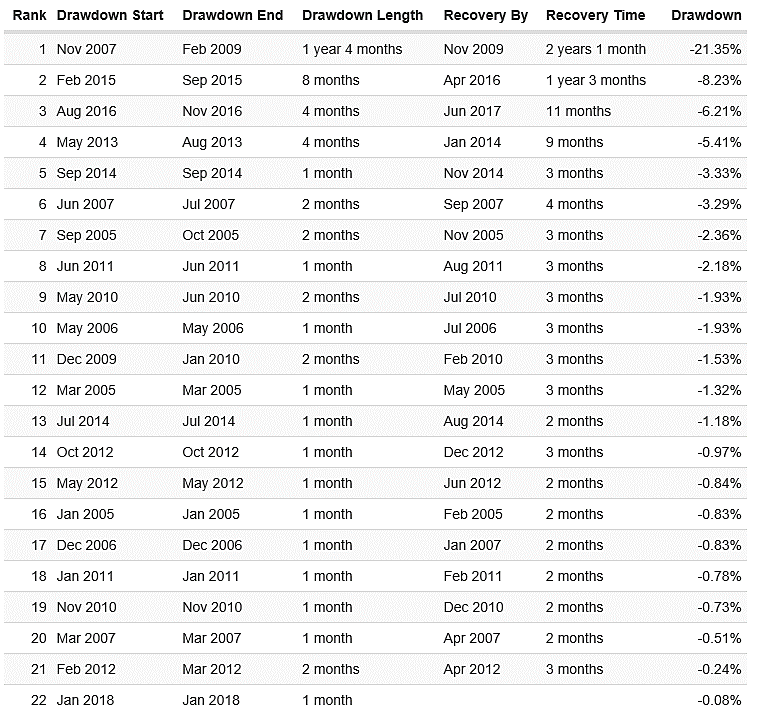 Rank Drawdown Start Drawdown End Drawdown Length Recovery By Recovery Time Drawdown
1 Nov 2007 Feb 2009 1 year 4 months Nov 2009 2 years 1 month -21.35%
2 Feb 2015 Sep 2015 8 months Apr 2016 1 year 3 months -8.23%
3 Aug 2016 Nov 2016 4 months Jun 2017 11 months -6.21%
4 May 2013 Aug 2013 4 months Jan 2014 9 months -5.41%
5 Sep 2014 Sep 2014 1 month Nov 2014 3 months -3.33%
6 Jun 2007 Jul 2007 2 months Sep 2007 4 months -3.29%
7 Sep 2005 Oct 2005 2 months Nov 2005 3 months -2.36%
8 Jun 2011 Jun 2011 1 month Aug 2011 3 months -2.18%
9 May 2010 Jun 2010 2 months Jul 2010 3 months -1.93%
10 May 2006 May 2006 1 month Jul 2006 3 months -1.93%
11 Dec 2009 Jan 2010 2 months Feb 2010 3 months -1.53%
12 Mar 2005 Mar 2005 1 month May 2005 3 months -1.32%
13 Jul 2014 Jul 2014 1 month Aug 2014 2 months -1.18%
14 Oct 2012 Oct 2012 1 month Dec 2012 3 months -0.97%
15 May 2012 May 2012 1 month Jun 2012 2 months -0.84%
16 Jan 2005 Jan 2005 1 month Feb 2005 2 months -0.83%
17 Dec 2006 Dec 2006 1 month Jan 2007 2 months -0.83%
18 Jan 2011 Jan 2011 1 month Feb 2011 2 months -0.78%
19 Nov 2010 Nov 2010 1 month Dec 2010 2 months -0.73%
20 Mar 2007 Mar 2007 1 month Apr 2007 2 months -0.51%
21 Feb 2012 Mar 2012 2 months Apr 2012 3 months -0.24%
22 Jan 2018 Jan 2018 1 month -0.08%